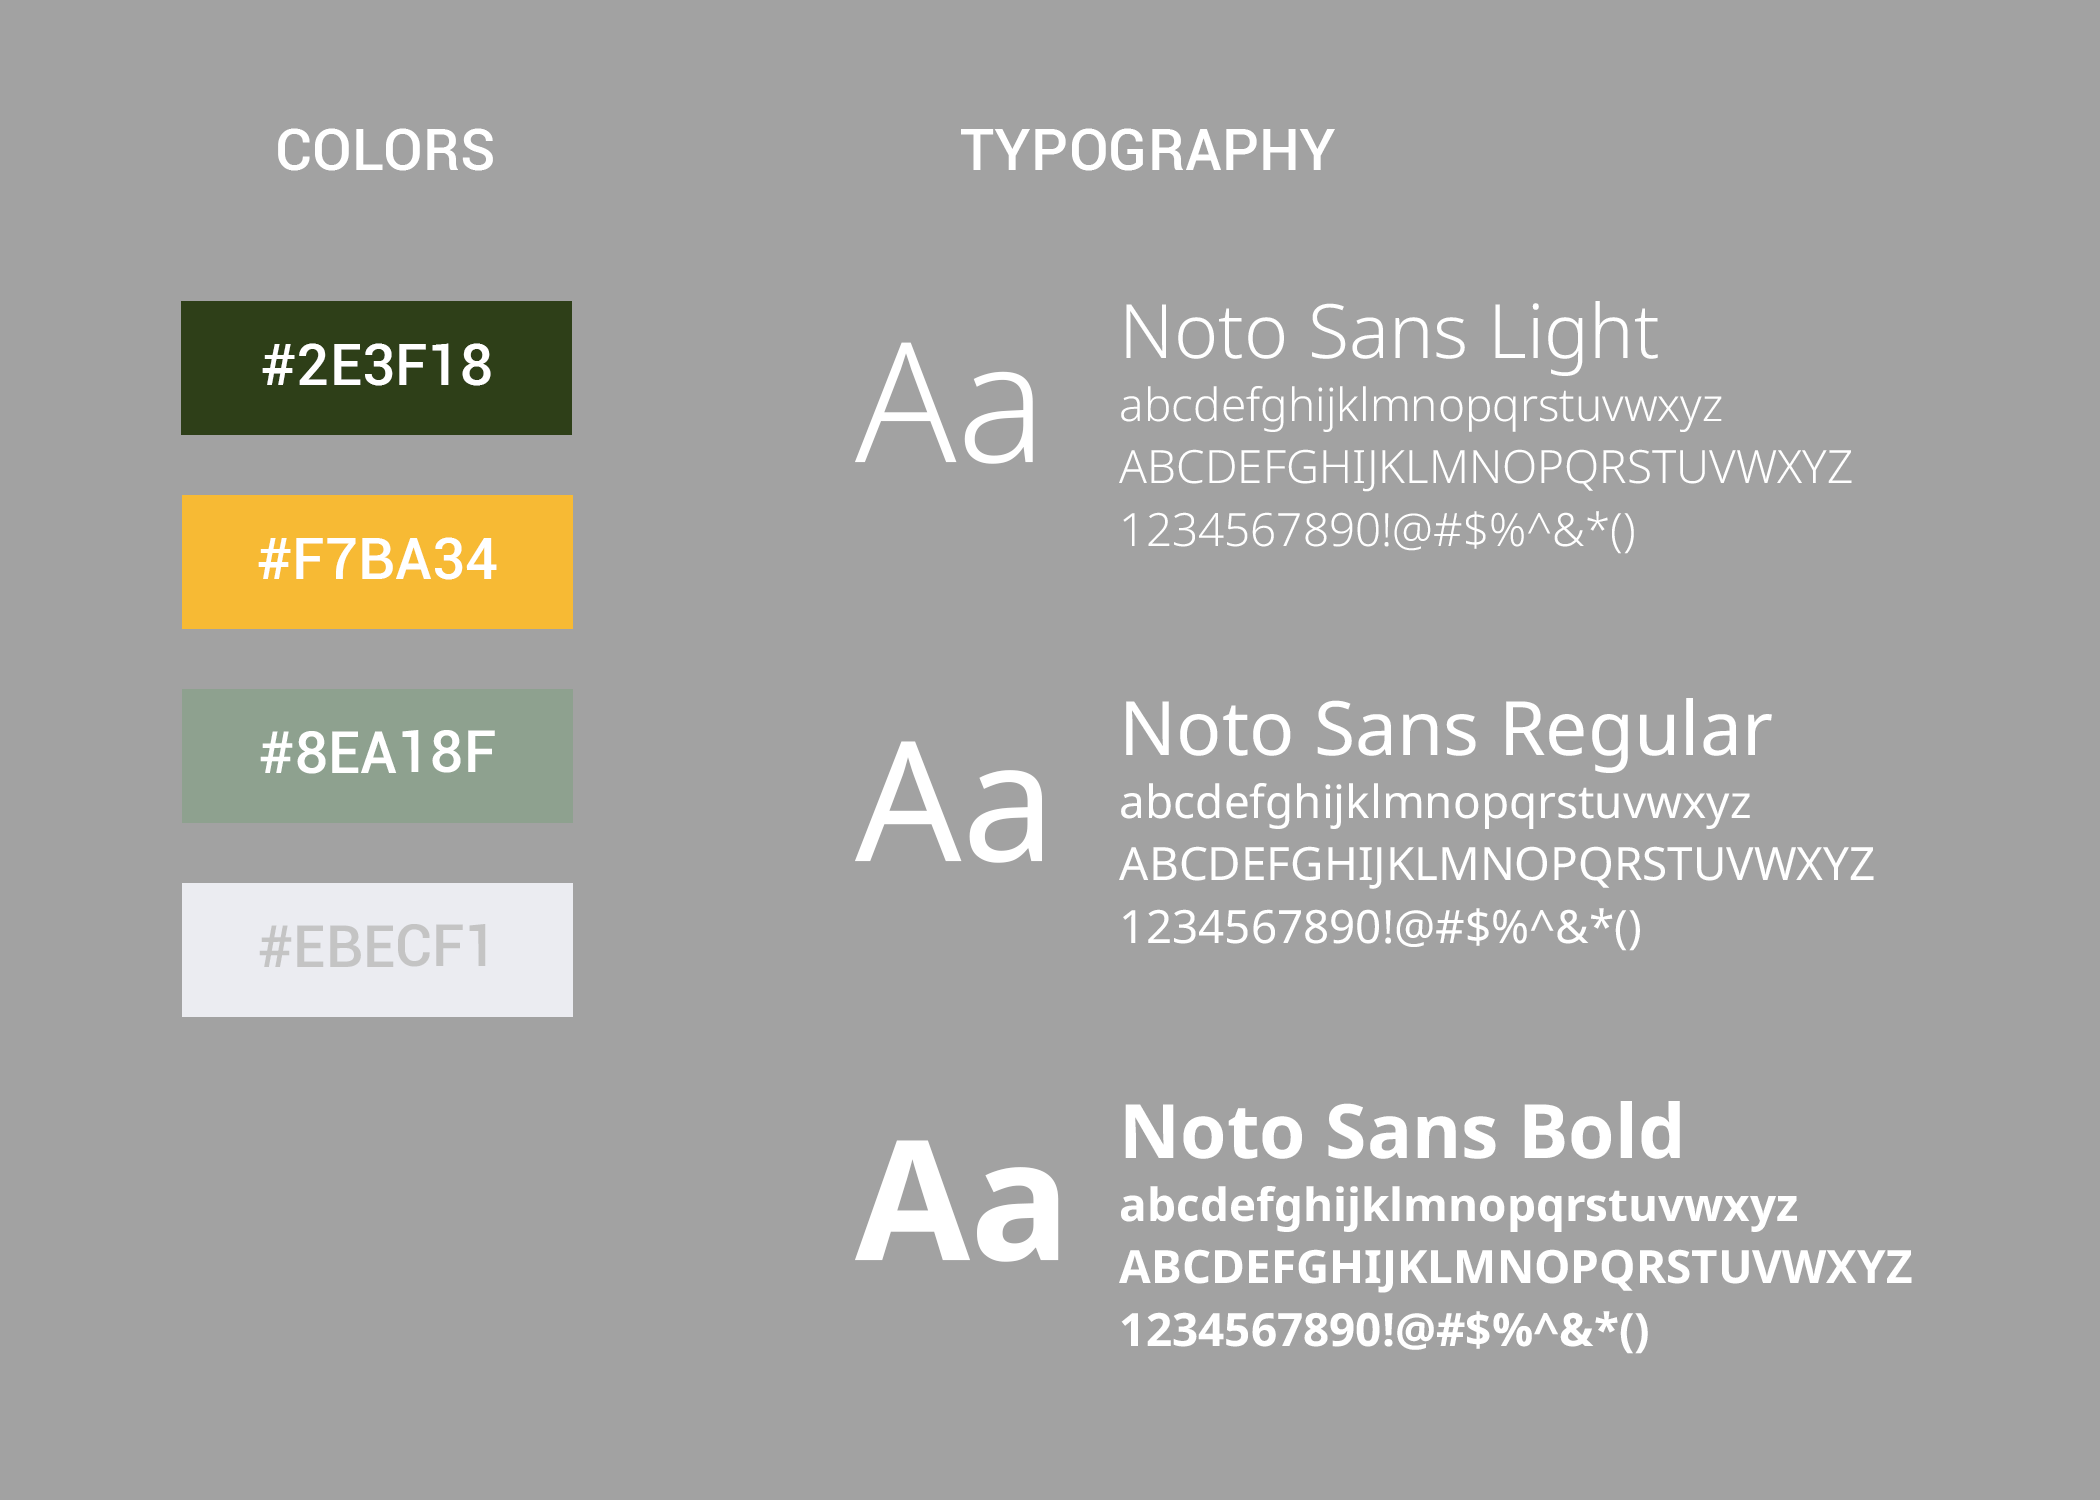 COLORS
#2E3F18
#F7BA34
#8EA18F
#EBECF1
TYPOGRAPHY
Aa
Noto Sans Light
abcdefghijklmnopqrstuvwxyz
ABCDEFGHIJKLMNOPQRSTUVWXYZ
1234567890!@#$%^&*()
Aa
Noto Sans Regular
abcdefghijklmnopqrstuvwxyz
ABCDEFGHIJKLMNOPQRSTUVWXYZ
1234567890!@#$%^&*()
Aa
Noto Sans Bold
abcdefghijklmnopqrstuvwxyz
ABCDEFGHIJKLMNOPQRSTUVWXYZ
1234567890!@#$%^&*()